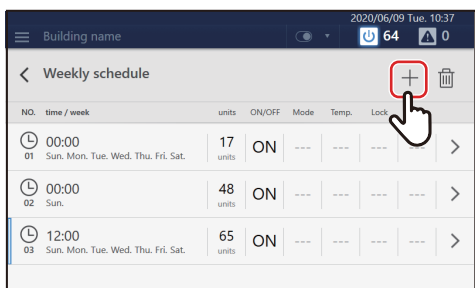 2020/06/09 Tue. 10:37
Building name 64 0
Weekly schedule
NO. time / week units ON/OFF Mode Temp. Lock
00:00 17 ON --- --- --- ---
01 Sun. Mon. Tue. Wed. Thu. Fri. Sat. units
00:00 48 ON --- --- --- ---
02 Sun. units
12:00 65 ON --- --- --- ---
03 Sun. Mon. Tue. Wed. Thu. Fri. Sat. units